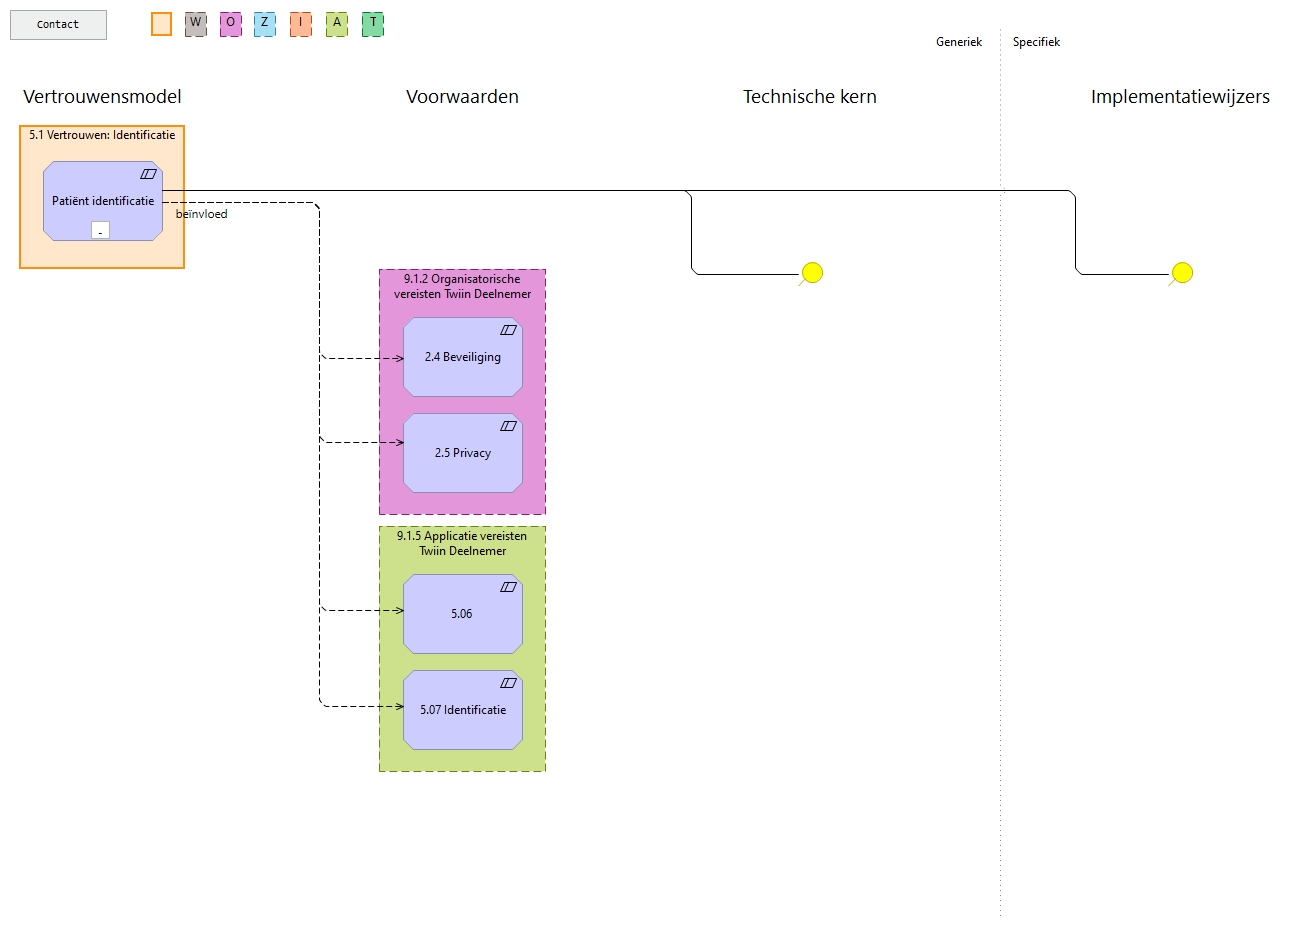 Contact
W O Z I A T
Generiek
Specifiek
Vertrouwensmodel
Voorwaarden
Technische kern
Implementatiewijzers
5.1 Vertrouwen: Identificatie
Patiënt identificatie
-
beïnvloed
9.1.2 Organisatorische
vereisten Twiin Deelnemer
2.4 Beveiliging
2.5 Privacy
9.1.5 Applicatie vereisten
Twiin Deelnemer
5.06
5.07 Identificatie